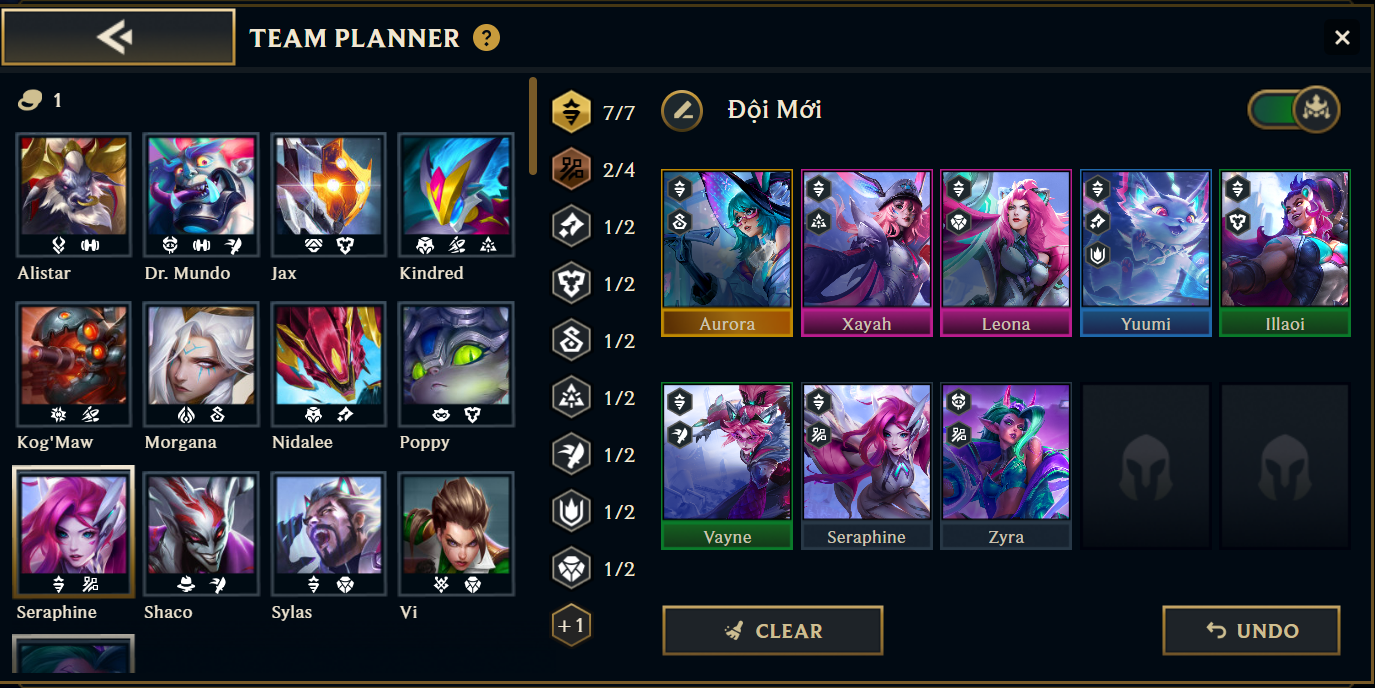 TEAM PLANNER ?
1
Alistar
Dr. Mundo
Jax
Kindred
Kog'Maw
Morgana
Nidalee
Poppy
Seraphine
Shaco
Sylas
Vi
7/7
2/4
1/2
1/2
1/2
1/2
1/2
1/2
1/2
+1
Đội Mới
Aurora
Xayah
Leona
Yuumi
Illaoi
Vayne
Seraphine
Zyra
CLEAR
UNDO